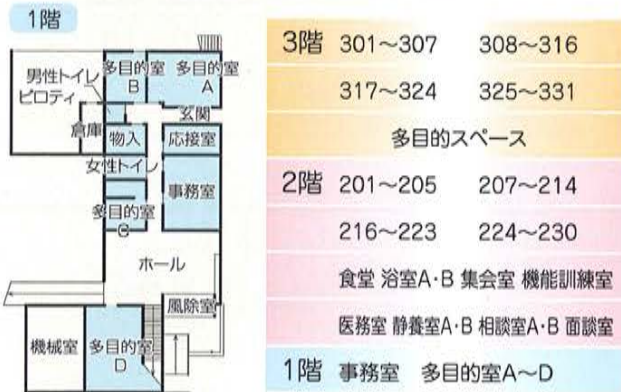 1階
多目的室
B
多目的室
A
男性トイレ
ピロティ
玄関
倉庫
物入
応接室
女性トイレ
事務室
多目的室
C
ホール
風除室
機械室
多目的室
D
3階 301～307 308～316
317～324 325～331
多目的スペース
2階 201～205 207～214
216～223 224～230
食堂 浴室A・B 集会室 機能訓練室
医務室 静養室A・B 相談室A・B 面談室
1階 事務室 多目的室A～D